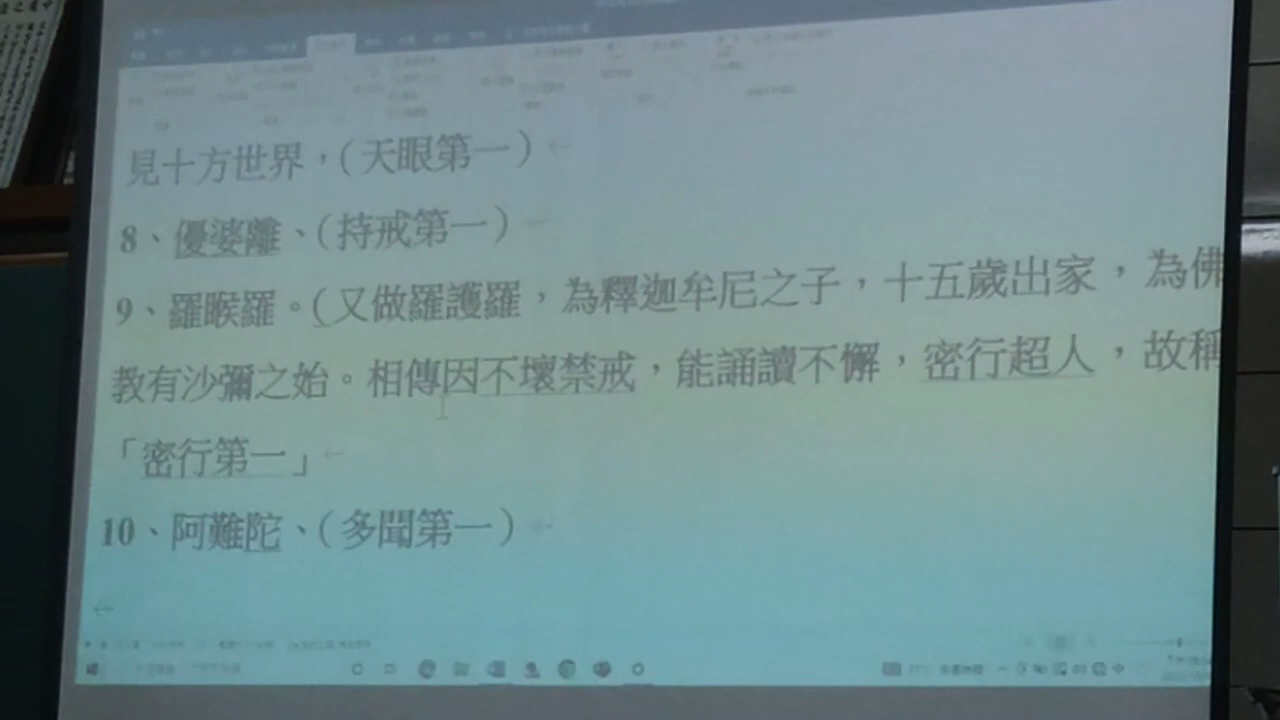 見十方世界，（天眼第一）
8、優婆離、（持戒第一）
9、羅睺羅。（又做羅護羅，為釋迦牟尼之子，十五歲出家，為佛
教有沙彌之始。相傳因不壞禁戒，能誦讀不懈，密行超人，故稱
「密行第一」
10、阿難陀、（多聞第一）